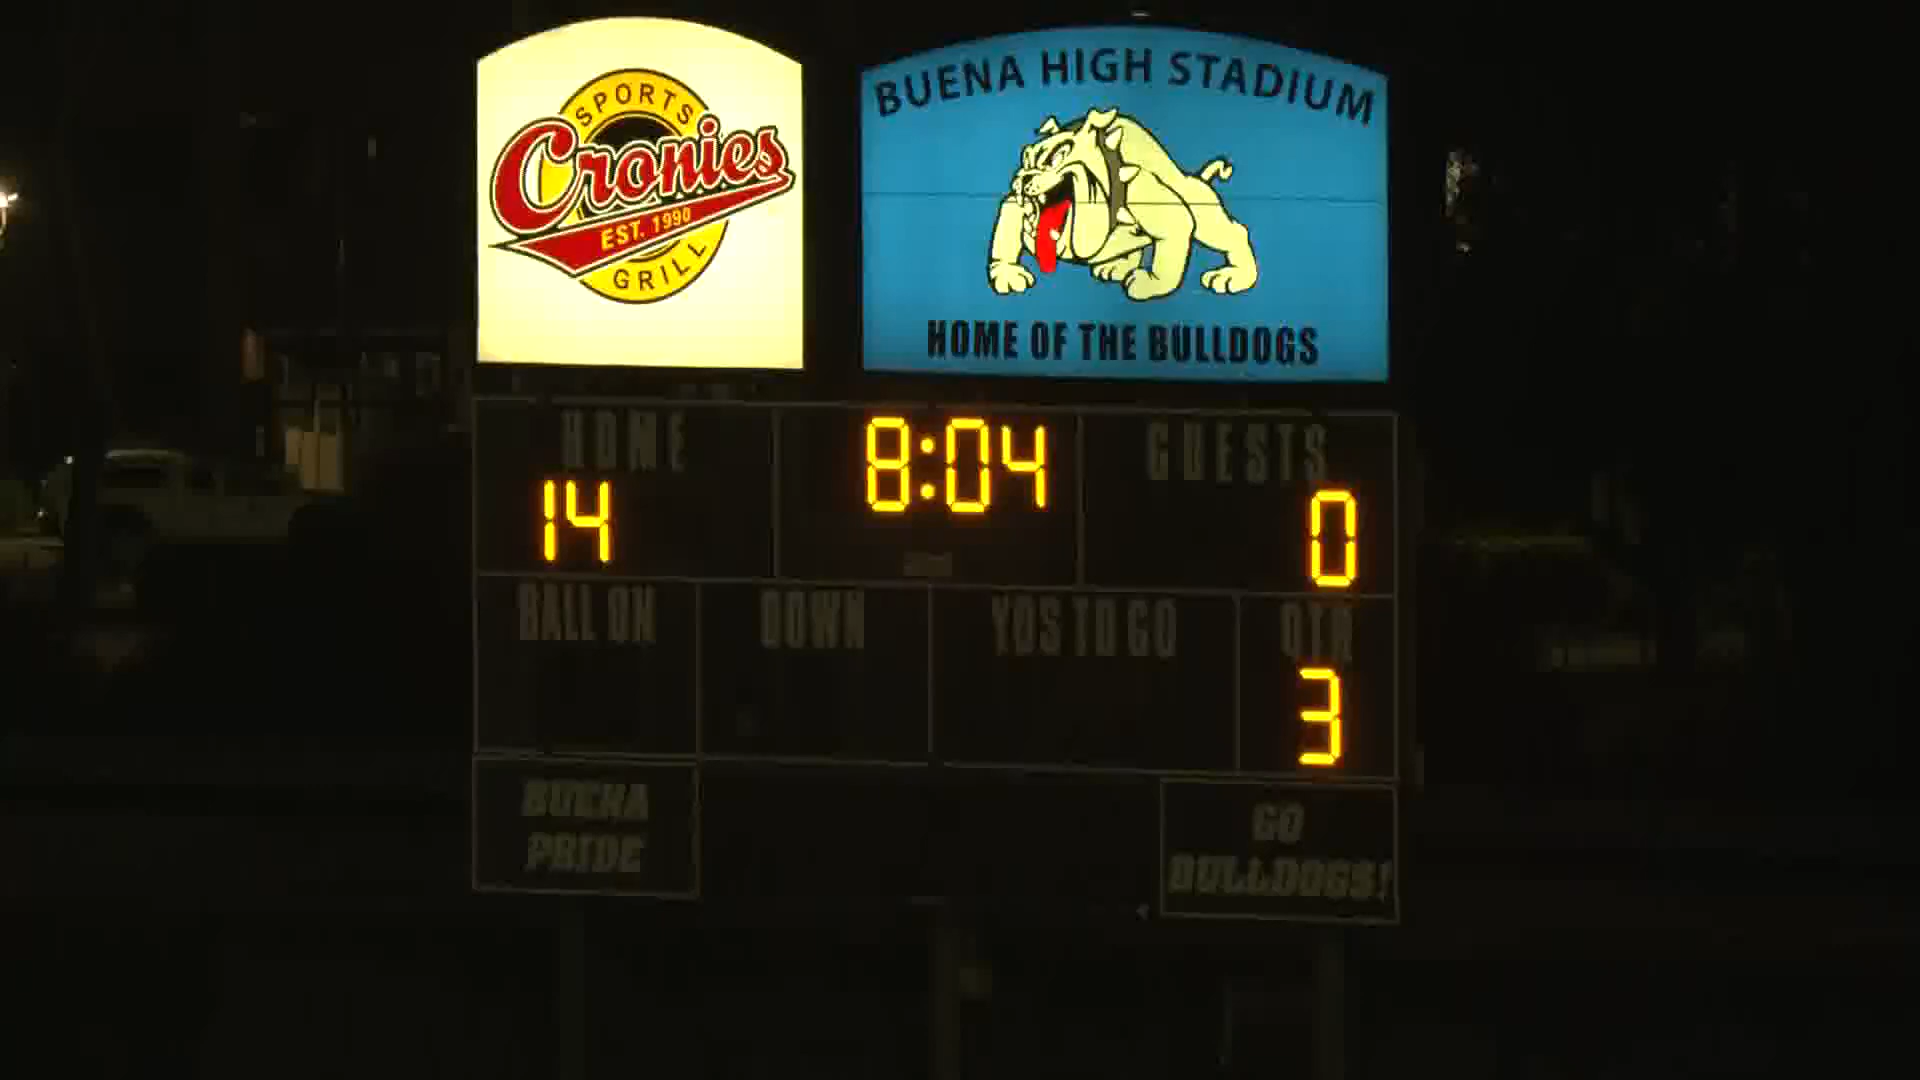 SPORTS
Cronies
EST. 1990
GRILL
BUENA HIGH STADIUM
HOME OF THE BULLDOGS
HOME
8:04
GUESTS
14
0
BALL ON
DOWN
YDS TO GO
QTR
3
BUENA
PRIDE
GO
BULLDOGS!